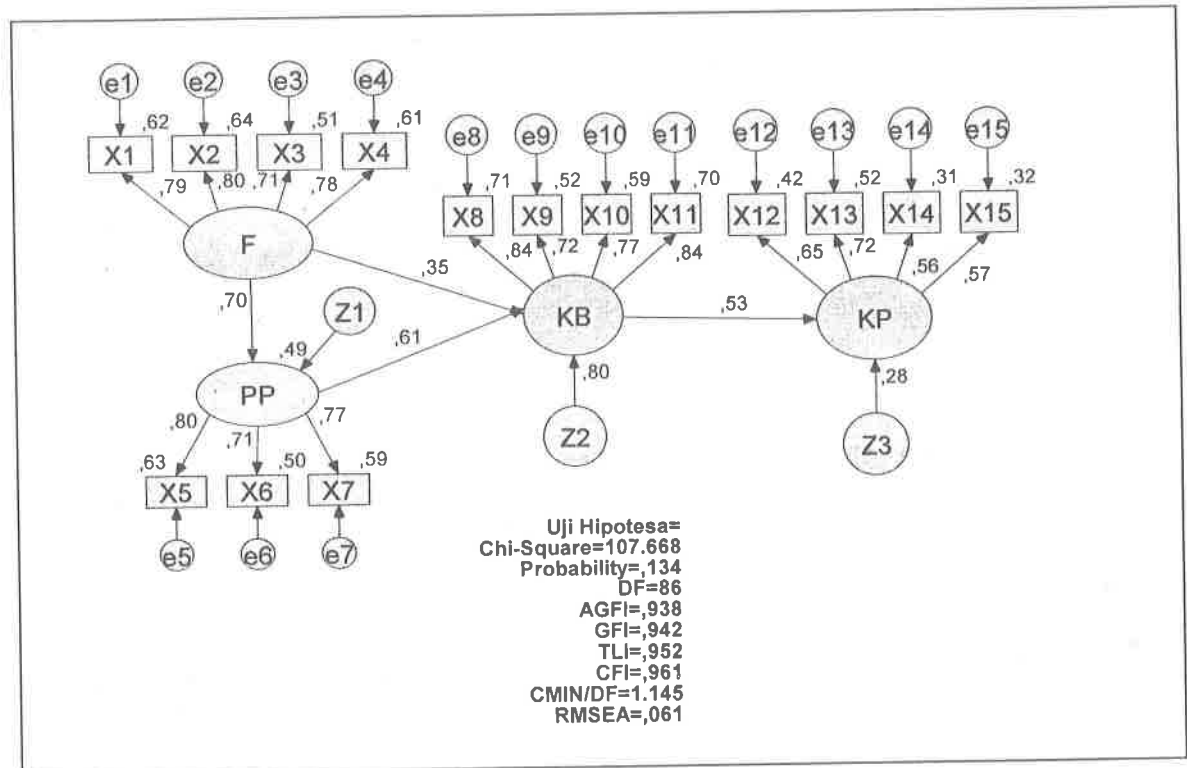 e1 e2 e3 e4
,62 ,64 ,51 ,61
X1 X2 X3 X4
,79 ,80 ,71 ,78
F
e8 e9 e10 e11 e12 e13 e14 e15
,71 ,52 ,59 ,70 ,42 ,52 ,31 ,32
X8 X9 X10 X11 X12 X13 X14 X15
,84 ,72 ,77 ,84 ,65 ,72 ,56 ,57
,35
,70
Z1
,61
KB
,53
KP
,49
PP
,80
,28
,80 ,71 ,77
Z2
Z3
,63 ,50 ,59
X5 X6 X7
e5 e6 e7
Uji Hipotesa=
Chi-Square=107.668
Probability=,134
DF=86
AGFI=,938
GFI=,942
TLI=,952
CFI=,961
CMIN/DF=1.145
RMSEA=,061